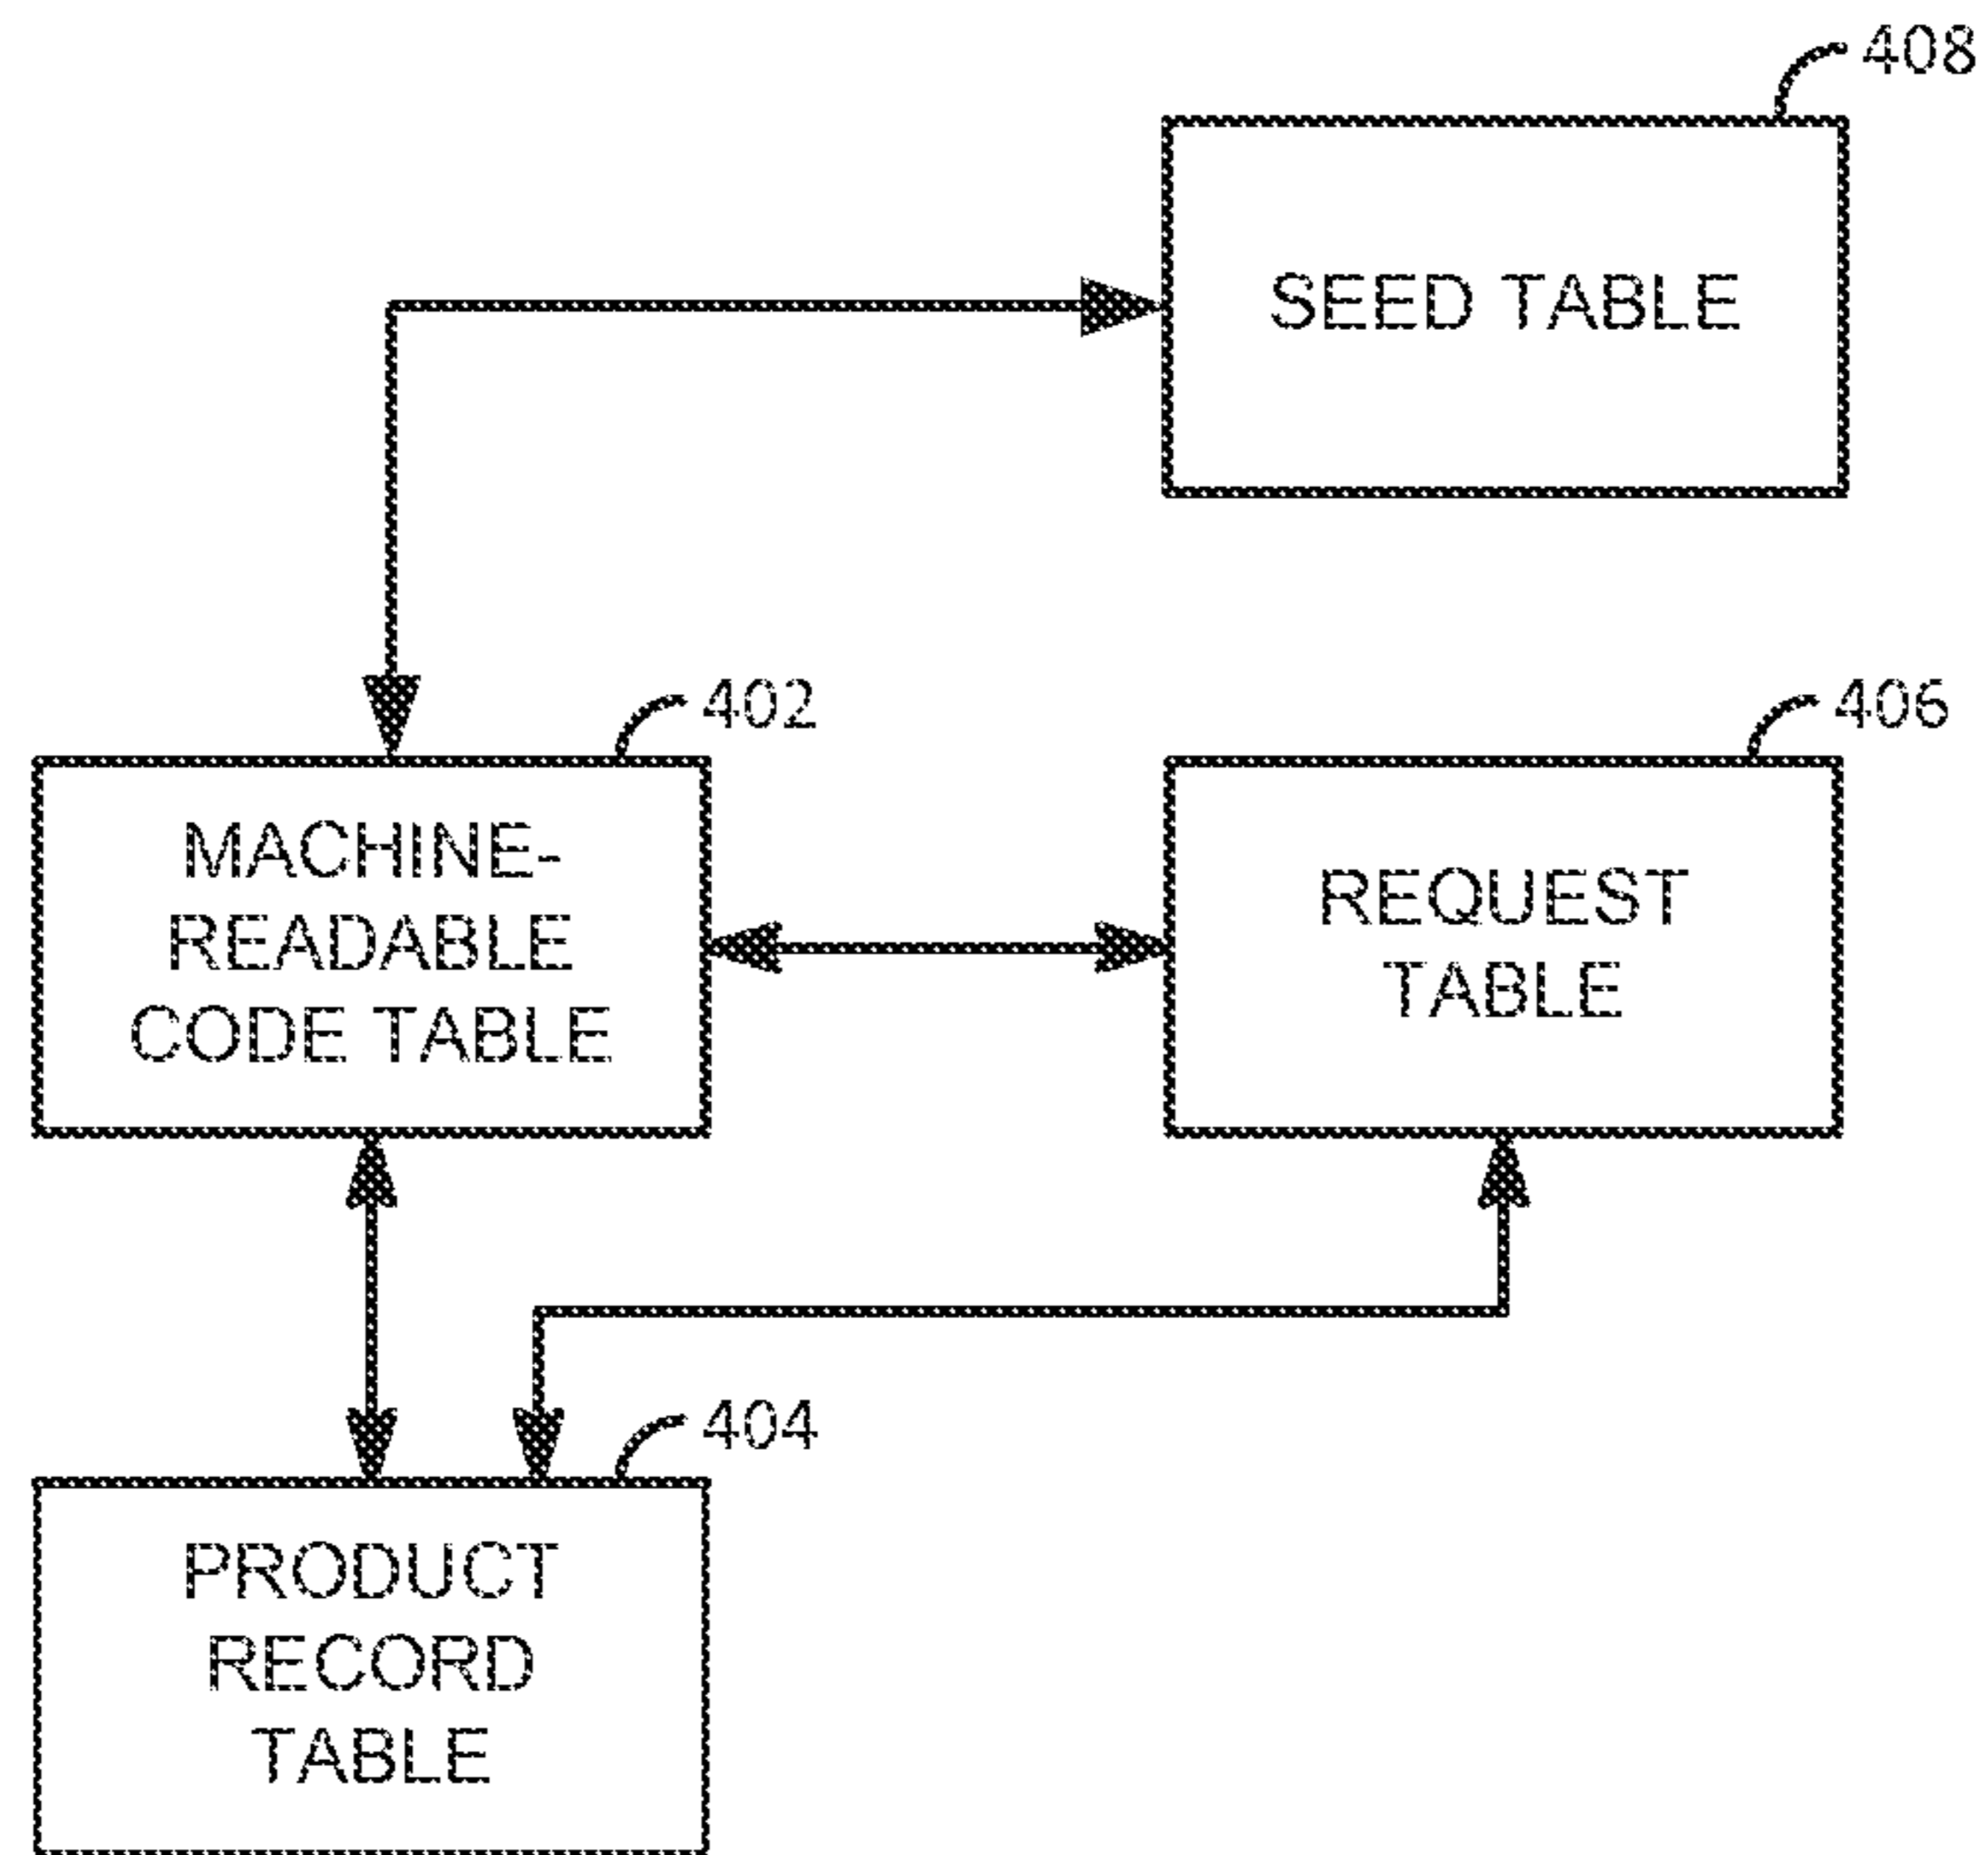 408
SEED TABLE
402
MACHINE-
READABLE
CODE TABLE
406
REQUEST
TABLE
404
PRODUCT
RECORD
TABLE